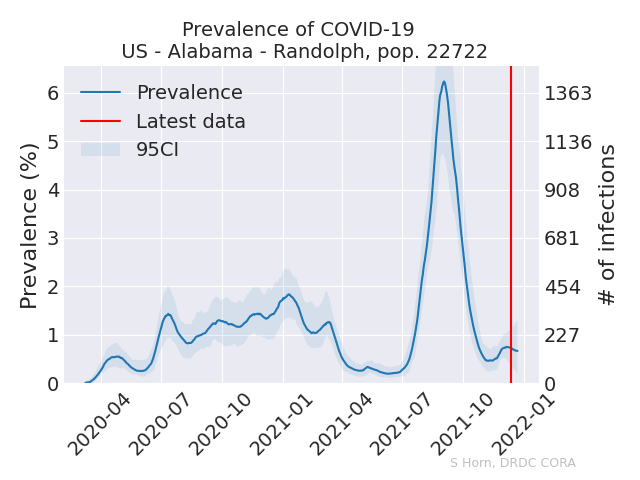 Prevalence of COVID-19
US - Alabama - Randolph, pop. 22722
Prevalence
Latest data
95CI
Prevalence (%)
6
5
4
3
2
1
0
1363
1136
908
681
454
227
0
# of infections
2020-04
2020-07
2020-10
2021-01
2021-04
2021-07
2021-10
2022-01
S Horn, DRDC CORA